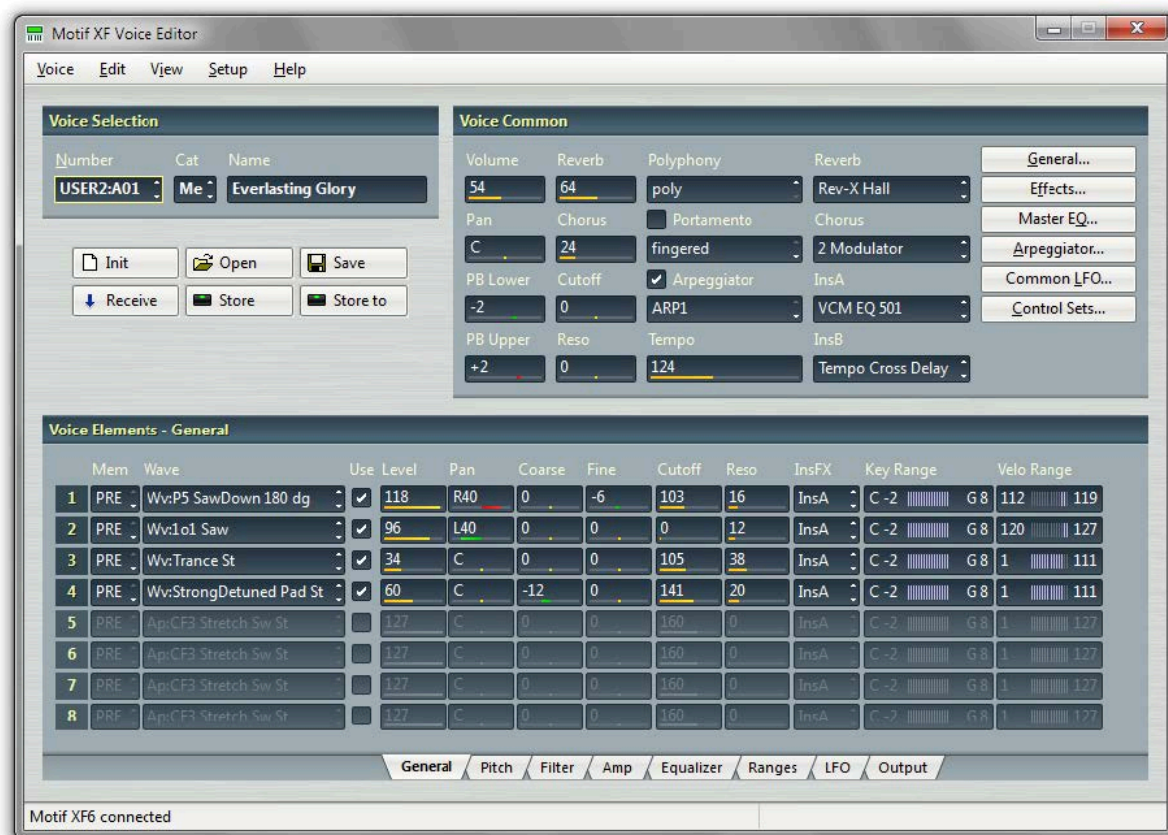 Motif XF Voice Editor
Voice Edit View Setup Help
Voice Selection
Number Cat Name
USER2:A01 Me Everlasting Glory
Init Open Save
Receive Store Store to
Voice Common
Volume Reverb Polyphony Reverb General...
54 64 poly Rev-X Hall Effects...
Pan Chorus Portamento Chorus Master EQ...
C 24 fingered 2 Modulator Arpeggiator...
PB Lower Cutoff Arpeggiator InsA Common LFO...
-2 0 ARP1 VCM EQ 501 Control Sets...
PB Upper Reso Tempo InsB
+2 0 124 Tempo Cross Delay
Voice Elements - General
Mem Wave Use Level Pan Coarse Fine Cutoff Reso InsFX Key Range Velo Range
1 PRE Wv:P5 SawDown 180 dg 118 R40 0 -6 103 16 InsA C -2 G 8 112 119
2 PRE Wv:1o1 Saw 96 L40 0 0 0 12 InsA C -2 G 8 120 127
3 PRE Wv:Trance St 34 C 0 0 105 38 InsA C -2 G 8 1 111
4 PRE Wv:StrongDetuned Pad St 60 C -12 0 141 20 InsA C -2 G 8 1 111
5 PRE Ap:CF3 Stretch Sw St 127 C 0 0 160 0 InsA C -2 G 8 1 127
6 PRE Ap:CF3 Stretch Sw St 127 C 0 0 160 0 InsA C -2 G 8 1 127
7 PRE Ap:CF3 Stretch Sw St 127 C 0 0 160 0 InsA C -2 G 8 1 127
8 PRE Ap:CF3 Stretch Sw St 127 C 0 0 160 0 InsA C -2 G 8 1 127
General Pitch Filter Amp Equalizer Ranges LFO Output
Motif XF6 connected